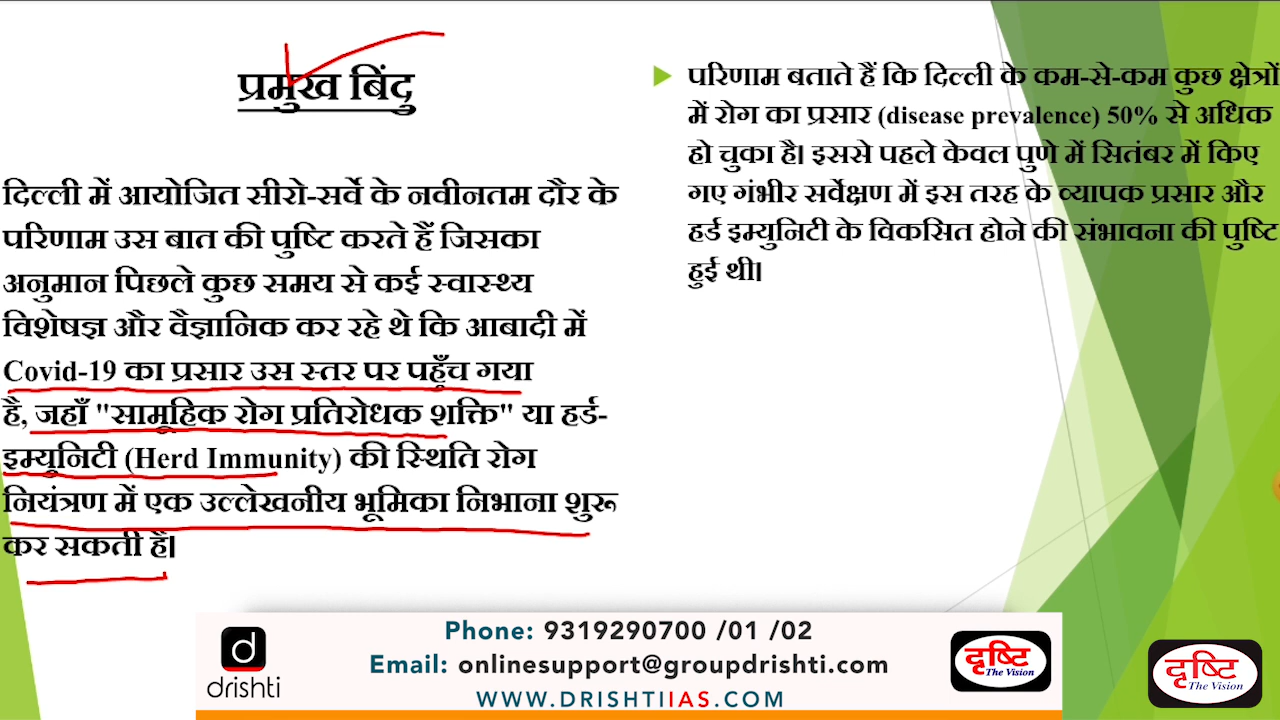 प्रमुख बिंदु
दिल्ली में आयोजित सीरो-सर्वे के नवीनतम दौर के
परिणाम उस बात की पुष्टि करते हैं जिसका
अनुमान पिछले कुछ समय से कई स्वास्थ्य
विशेषज्ञ और वैज्ञानिक कर रहे थे कि आबादी में
Covid-19 का प्रसार उस स्तर पर पहुँच गया
है, जहाँ "सामूहिक रोग प्रतिरोधक शक्ति" या हर्ड-
इम्युनिटी (Herd Immunity) की स्थिति रोग
नियंत्रण में एक उल्लेखनीय भूमिका निभाना शुरू
कर सकती है।
परिणाम बताते हैं कि दिल्ली के कम-से-कम कुछ क्षेत्रों
में रोग का प्रसार (disease prevalence) 50% से अधिक
हो चुका है। इससे पहले केवल पुणे में सितंबर में किए
गए गंभीर सर्वेक्षण में इस तरह के व्यापक प्रसार और
हर्ड इम्युनिटी के विकसित होने की संभावना की पुष्टि
हुई थी।
d
drishti
Phone: 9319290700 /01 /02
Email: onlinesupport@groupdrishti.com
WWW.DRISHTIIAS.COM
दृष्टि
The Vision
दृष्टि
The Vision